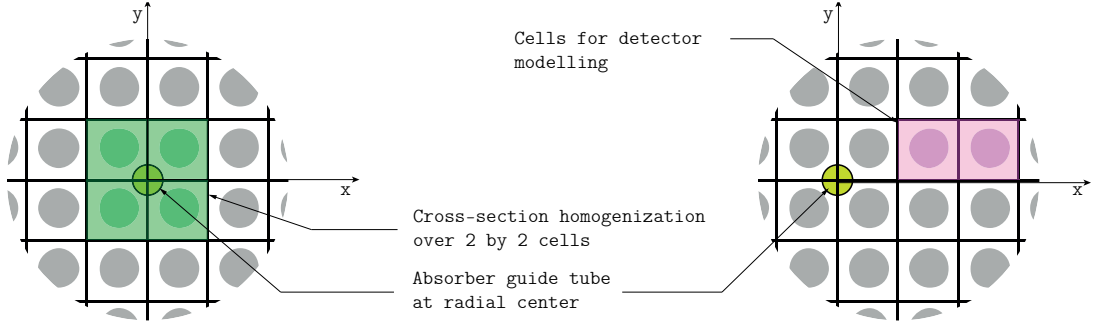 y
x
Cross-section homogenization
over 2 by 2 cells
Absorber guide tube
at radial center
Cells for detector
modelling
y
x